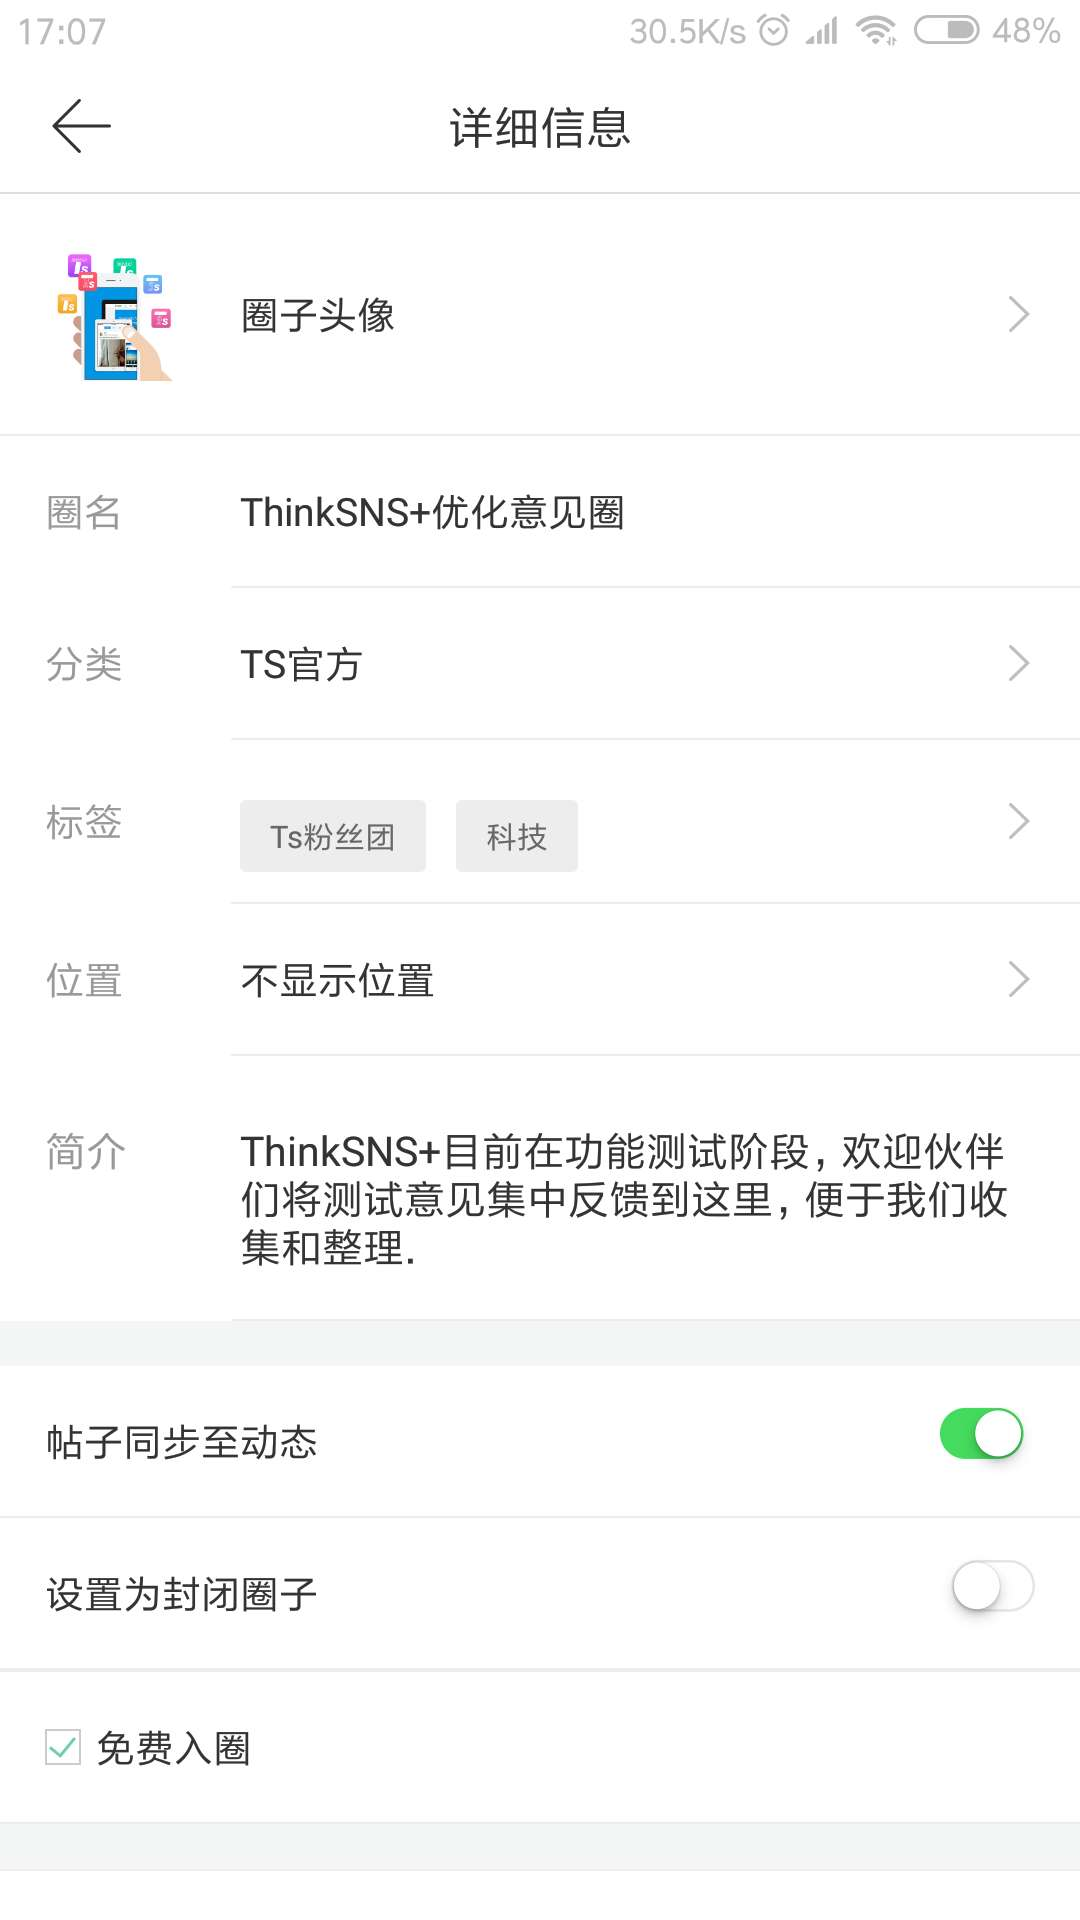 17:07 30.5K/s 48%
详细信息
圈子头像
圈名 ThinkSNS+优化意见圈
分类 TS官方
标签 Ts粉丝团 科技
位置 不显示位置
简介 ThinkSNS+目前在功能测试阶段，欢迎伙伴
们将测试意见集中反馈到这里，便于我们收
集和整理.
帖子同步至动态
设置为封闭圈子
免费入圈